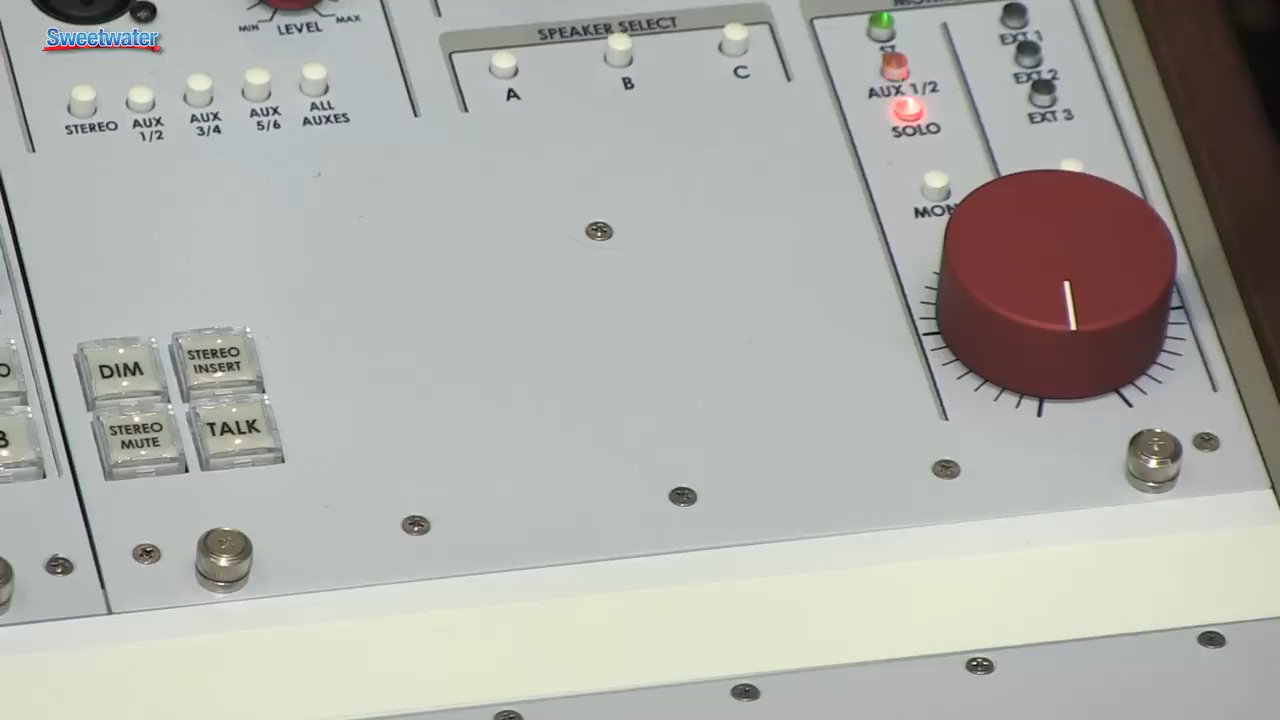 Sweetwater
MIN
MAX
LEVEL
STEREO
AUX
1/2
AUX
3/4
AUX
5/6
ALL
AUXES
SPEAKER SELECT
A
B
C
ST
AUX 1/2
SOLO
EXT 1
EXT 2
EXT 3
DIM
STEREO
INSERT
STEREO
MUTE
TALK